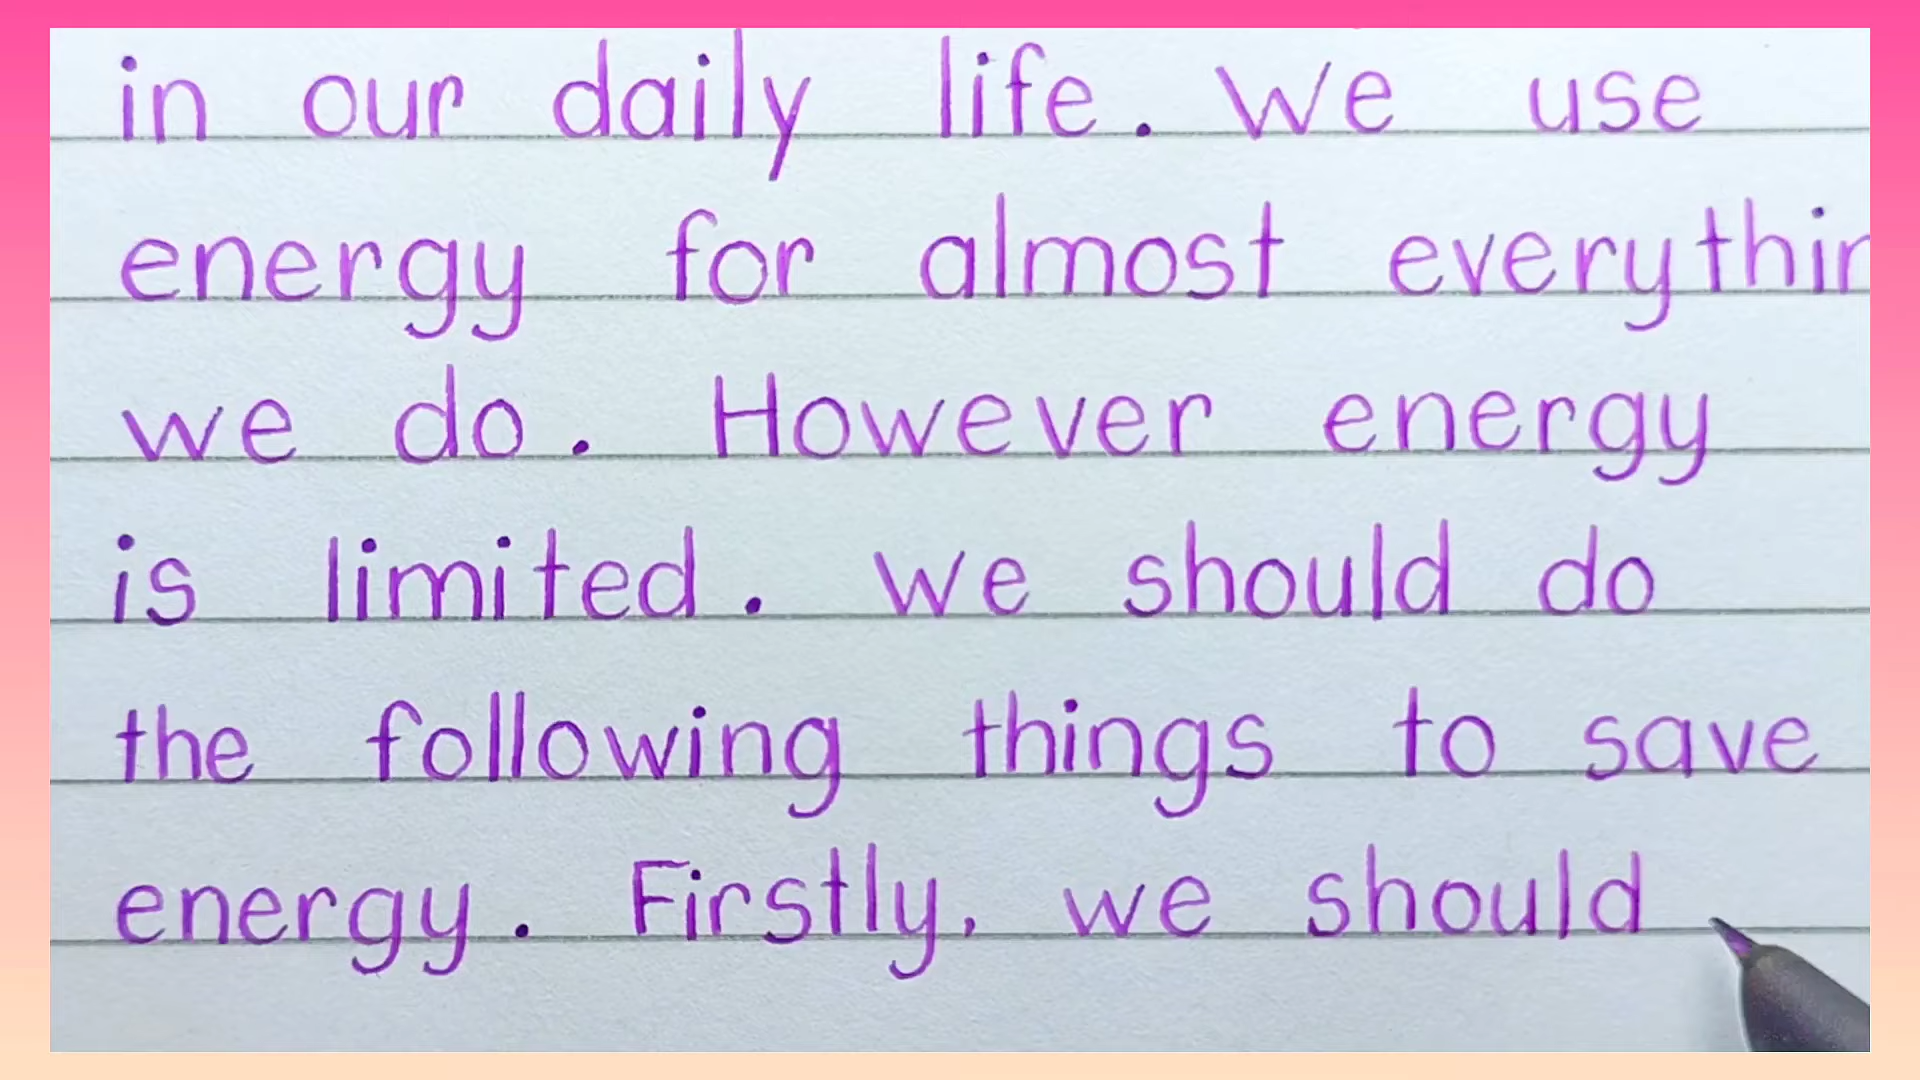 in our daily life. We use
energy for almost everythin
we do. However energy
is limited. We should do
the following things to save
energy. Firstly, we should